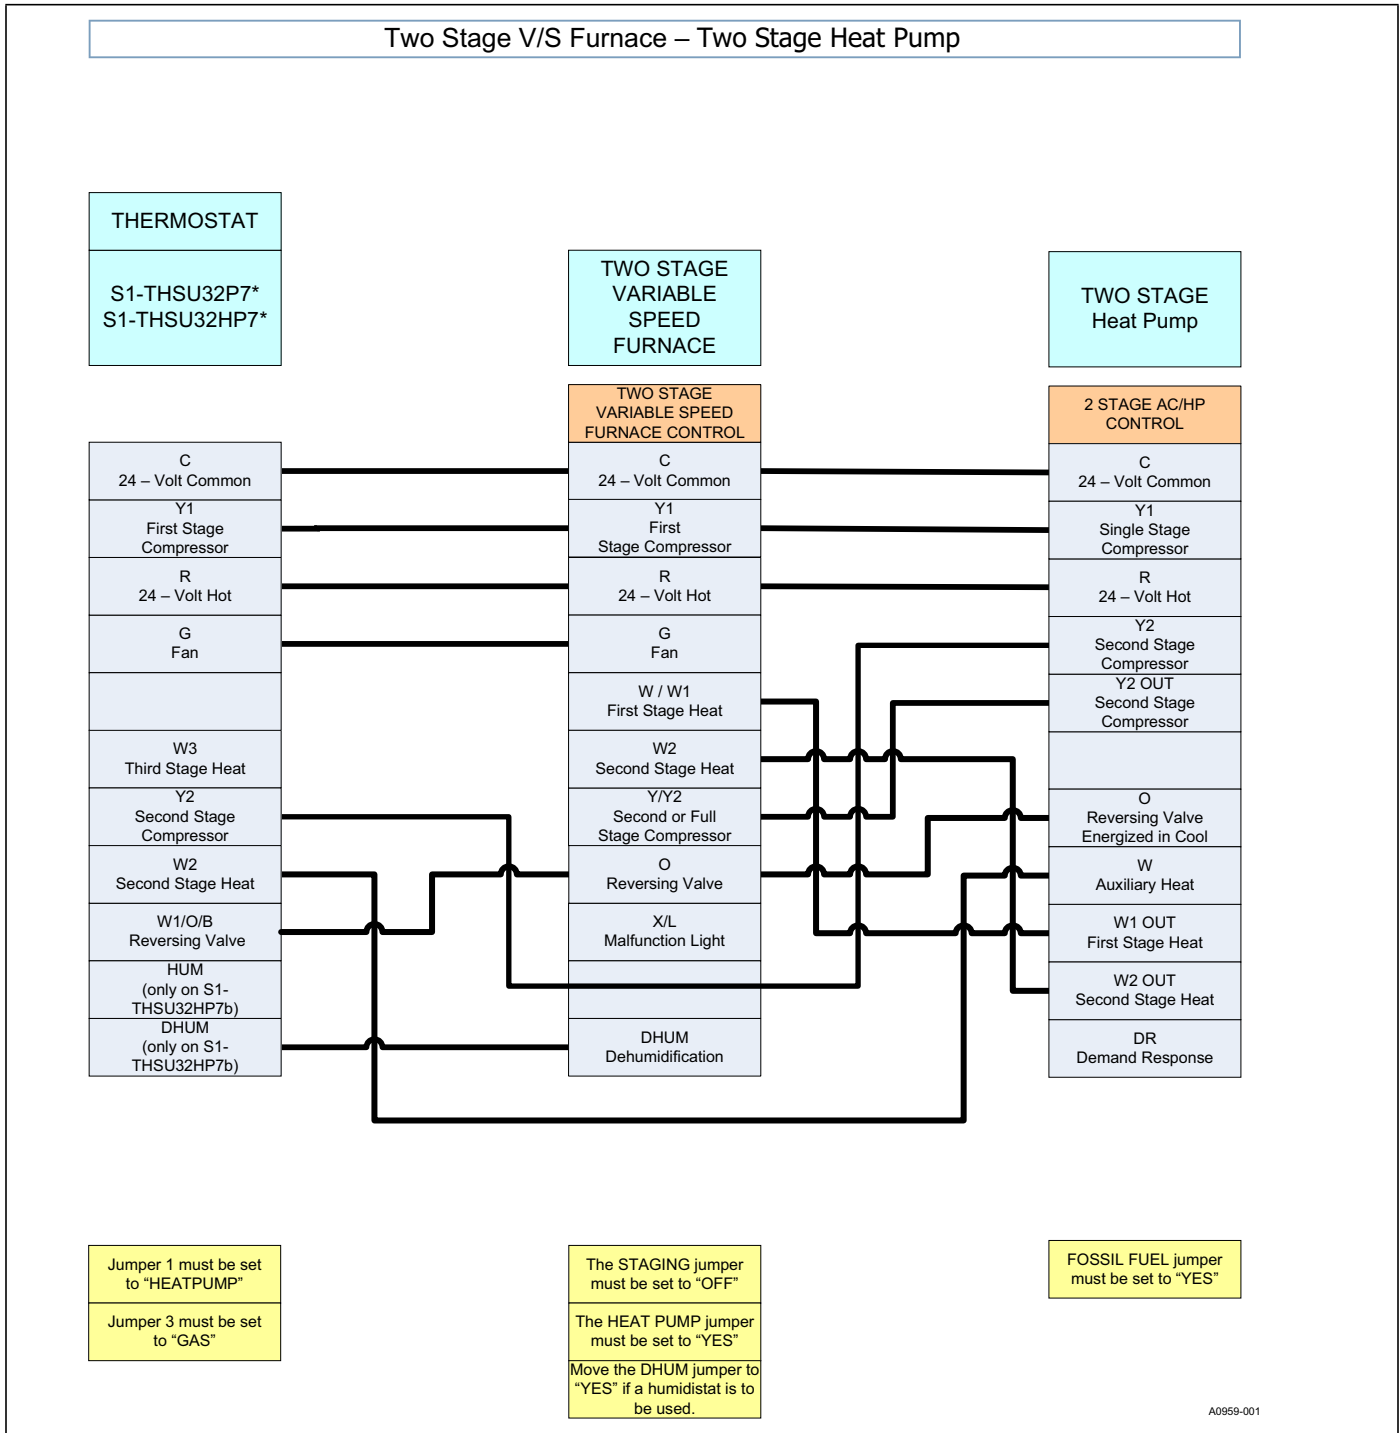 Two Stage V/S Furnace – Two Stage Heat Pump
THERMOSTAT
S1-THSU32P7*
S1-THSU32HP7*
TWO STAGE
VARIABLE
SPEED
FURNACE
TWO STAGE
Heat Pump
TWO STAGE
VARIABLE SPEED
FURNACE CONTROL
2 STAGE AC/HP
CONTROL
C
24 – Volt Common
Y1
First Stage
Compressor
R
24 – Volt Hot
G
Fan
W3
Third Stage Heat
Y2
Second Stage
Compressor
W2
Second Stage Heat
W1/O/B
Reversing Valve
HUM
(only on S1-
THSU32HP7b)
DHUM
(only on S1-
THSU32HP7b)
C
24 – Volt Common
Y1
First
Stage Compressor
R
24 – Volt Hot
G
Fan
W / W1
First Stage Heat
W2
Second Stage Heat
Y/Y2
Second or Full
Stage Compressor
O
Reversing Valve
X/L
Malfunction Light
DHUM
Dehumidification
C
24 – Volt Common
Y1
Single Stage
Compressor
R
24 – Volt Hot
Y2
Second Stage
Compressor
Y2 OUT
Second Stage
Compressor
O
Reversing Valve
Energized in Cool
W
Auxiliary Heat
W1 OUT
First Stage Heat
W2 OUT
Second Stage Heat
DR
Demand Response
Jumper 1 must be set
to “HEATPUMP”
Jumper 3 must be set
to “GAS”
The STAGING jumper
must be set to “OFF”
The HEAT PUMP jumper
must be set to “YES”
Move the DHUM jumper to
“YES” if a humidistat is to
be used.
FOSSIL FUEL jumper
must be set to “YES”
A0959-001